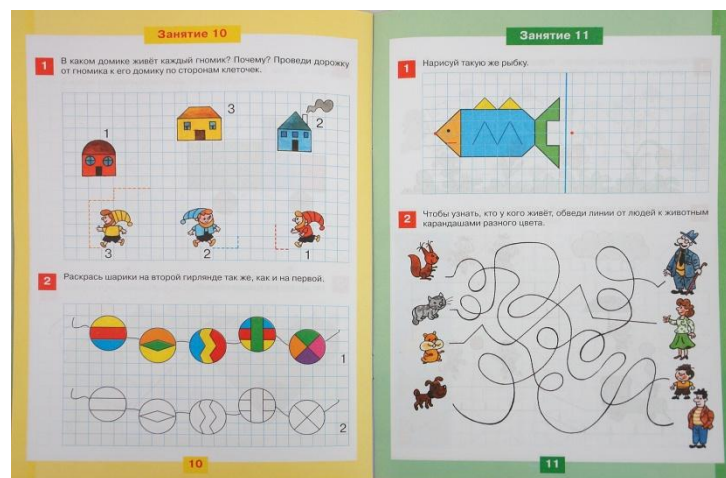 Занятие 10
1
В каком домике живёт каждый гномик? Почему? Проведи дорожку
от гномика к его домику по сторонам клеточек.
1
3
2
3
2
1
2
Раскрась шарики на второй гирлянде так же, как и на первой.
1
2
10
Занятие 11
1
Нарисуй такую же рыбку.
2
Чтобы узнать, кто у кого живёт, обведи линии от людей к животным
карандашами разного цвета.
11